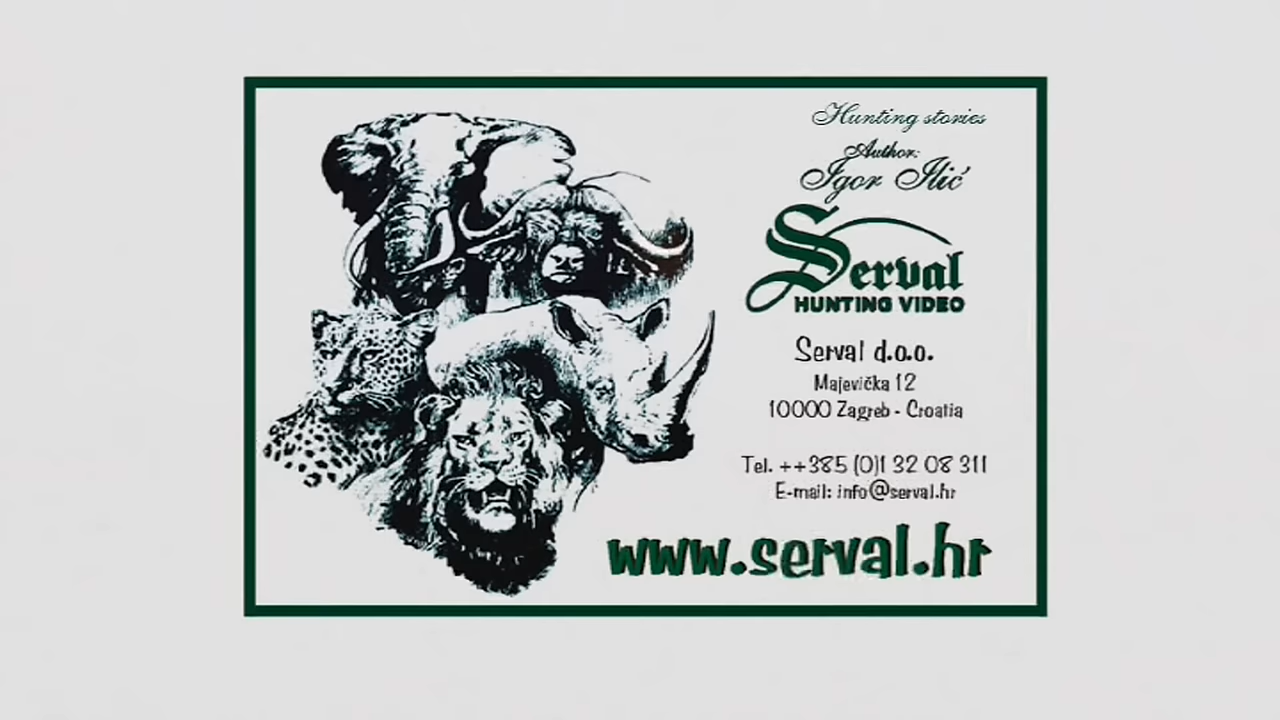 Hunting stories
Author:
Igor Ilić
Serval
HUNTING VIDEO
Serval d.o.o.
Majevička 12
10000 Zagreb - Croatia
Tel. ++385 (0)1 32 08 311
E-mail: info@serval.hr
www.serval.hr